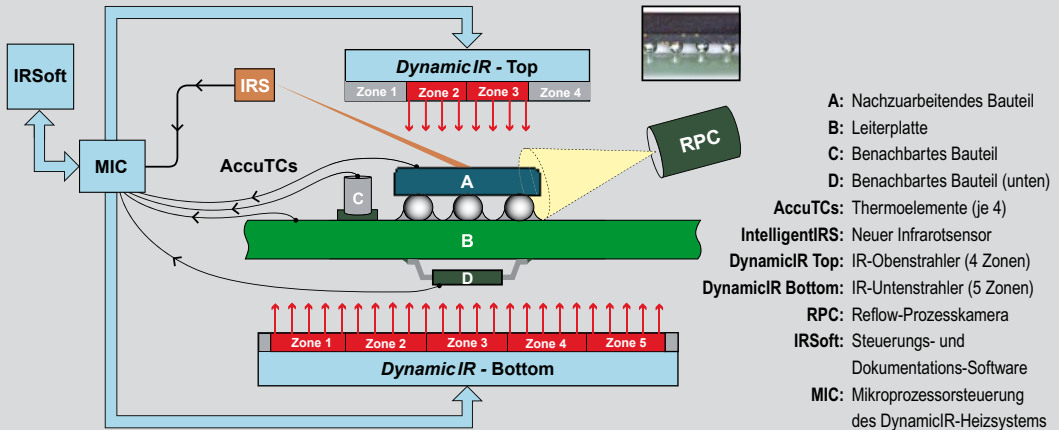 IRSoft
IRS
MIC
AccuTCs
DynamicIR - Top
Zone 1 Zone 2 Zone 3 Zone 4
RPC
A
C
B
D
Zone 1 Zone 2 Zone 3 Zone 4 Zone 5
DynamicIR - Bottom
A: Nachzuarbeitendes Bauteil
B: Leiterplatte
C: Benachbartes Bauteil
D: Benachbartes Bauteil (unten)
AccuTCs: Thermoelemente (je 4)
IntelligentIRS: Neuer Infrarotsensor
DynamicIR Top: IR-Obenstrahler (4 Zonen)
DynamicIR Bottom: IR-Untenstrahler (5 Zonen)
RPC: Reflow-Prozesskamera
IRSoft: Steuerungs- und
Dokumentations-Software
MIC: Mikroprozessorsteuerung
des DynamicIR-Heizsystems